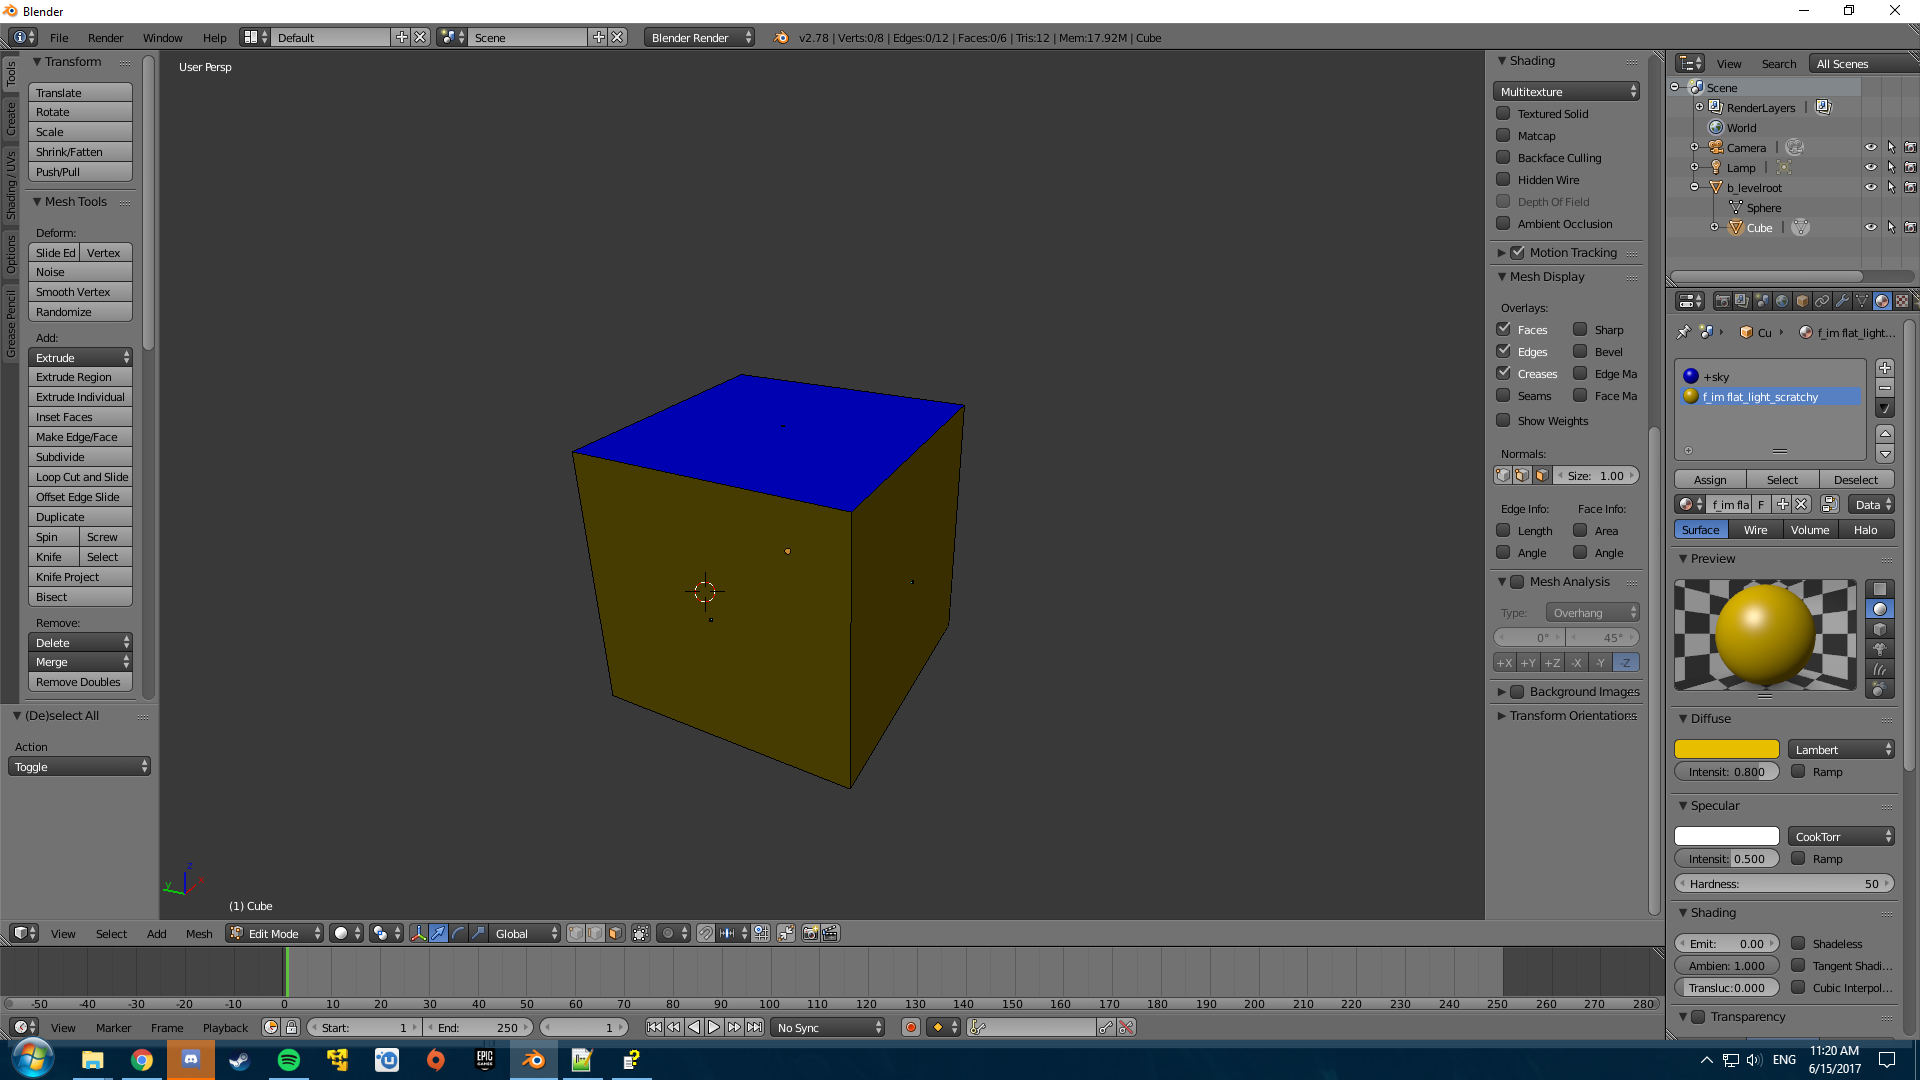 Blender
File Render Window Help Default Scene Blender Render v2.78 | Verts:0/8 | Edges:0/12 | Faces:0/6 | Tris:12 | Mem:17.92M | Cube
Tools
Create
Shading / UVs
Options
Grease Pencil
Transform
Translate
Rotate
Scale
Shrink/Fatten
Push/Pull
Mesh Tools
Deform:
Slide Ed Vertex
Noise
Smooth Vertex
Randomize
Add:
Extrude
Extrude Region
Extrude Individual
Inset Faces
Make Edge/Face
Subdivide
Loop Cut and Slide
Offset Edge Slide
Duplicate
Spin Screw
Knife Select
Knife Project
Bisect
Remove:
Delete
Merge
Remove Doubles
(De)select All
Action
Toggle
User Persp
z
y
x
(1) Cube
Shading
Multitexture
Textured Solid
Matcap
Backface Culling
Hidden Wire
Depth Of Field
Ambient Occlusion
Motion Tracking
Mesh Display
Overlays:
Faces Sharp
Edges Bevel
Creases Edge Ma
Seams Face Ma
Show Weights
Normals:
Size: 1.00
Edge Info: Face Info:
Length Area
Angle Angle
Mesh Analysis
Type: Overhang
0° 45°
+X +Y +Z -X -Y -Z
Background Images
Transform Orientations
View Search All Scenes
Scene
RenderLayers |
World
Camera |
Lamp |
b_levelroot
Sphere
Cube |
Cu f_im flat_light...
+sky
f_im flat_light_scratchy
Assign Select Deselect
f_im fla F Data
Surface Wire Volume Halo
Preview
Diffuse
Lambert
Intensit: 0.800 Ramp
Specular
CookTorr
Intensit: 0.500 Ramp
Hardness: 50
Shading
Emit: 0.00 Shadeless
Ambien: 1.000 Tangent Shadi...
Transluc:0.000 Cubic Interpol...
Transparency
View Select Add Mesh Edit Mode Global
-50 -40 -30 -20 -10 0 10 20 30 40 50 60 70 80 90 100 110 120 130 140 150 160 170 180 190 200 210 220 230 240 250 260 270 280
View Marker Frame Playback Start: 1 End: 250 1 No Sync
EPIC GAMES
ENG
11:20 AM
6/15/2017